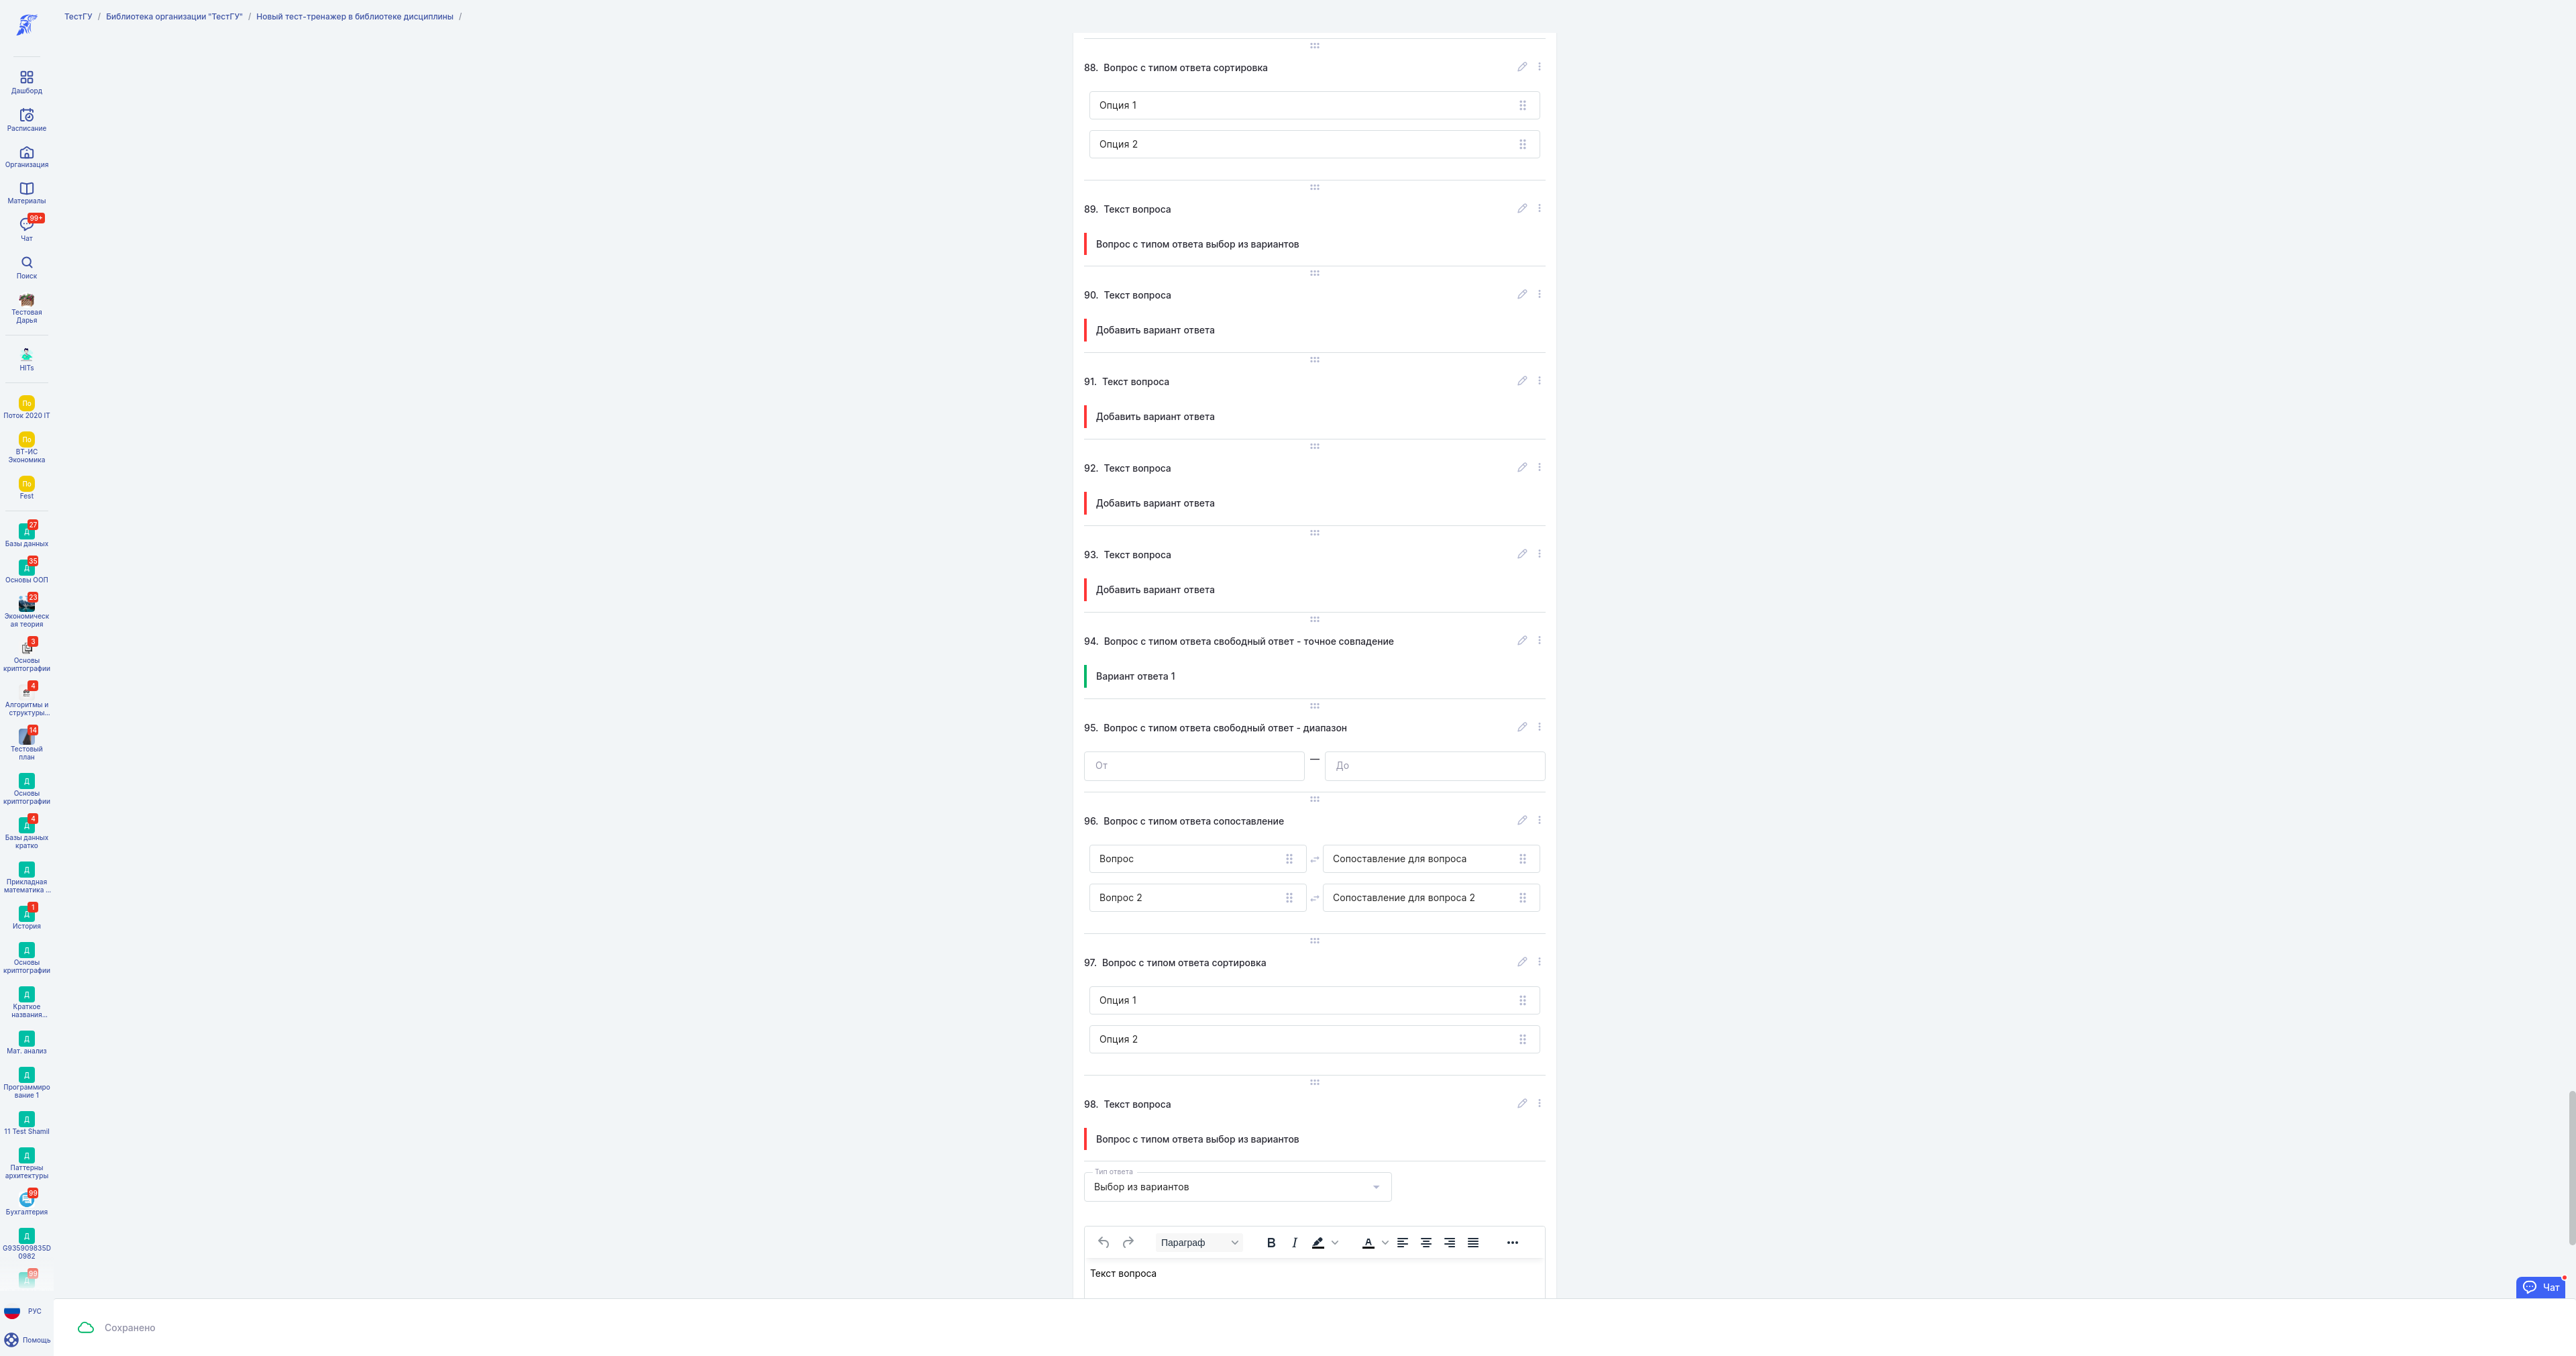 ТестГУ / Библиотека организации "ТестГУ" / Новый тест-тренажер в библиотеке дисциплины /
Дашборд
Расписание
Организация
Материалы
99+
Чат
Поиск
Тестовая
Дарья
HITs
По
Поток 2020 IT
По
ВТ-ИС
Экономика
По
Fest
27
Д
Базы данных
35
Д
Основы ООП
23
Экономическ
ая теория
3
Основы
криптографии
4
Алгоритмы и
структуры...
14
Тестовый
план
Д
Основы
криптографии
4
Д
Базы данных
кратко
Д
Прикладная
математика ...
1
Д
История
Д
Основы
криптографии
Д
Краткое
названия...
Д
Мат. анализ
Д
Программиро
вание 1
Д
11 Test Shamil
Д
Паттерны
архитектуры
99
Бухгалтерия
Д
G935909835D
0982
99
Д
РУС
Помощь
88. Вопрос с типом ответа сортировка
Опция 1
Опция 2
89. Текст вопроса
Вопрос с типом ответа выбор из вариантов
90. Текст вопроса
Добавить вариант ответа
91. Текст вопроса
Добавить вариант ответа
92. Текст вопроса
Добавить вариант ответа
93. Текст вопроса
Добавить вариант ответа
94. Вопрос с типом ответа свободный ответ - точное совпадение
Вариант ответа 1
95. Вопрос с типом ответа свободный ответ - диапазон
От — До
96. Вопрос с типом ответа сопоставление
Вопрос Сопоставление для вопроса
Вопрос 2 Сопоставление для вопроса 2
97. Вопрос с типом ответа сортировка
Опция 1
Опция 2
98. Текст вопроса
Вопрос с типом ответа выбор из вариантов
Тип ответа
Выбор из вариантов
Параграф B I A
Текст вопроса
Чат
Сохранено